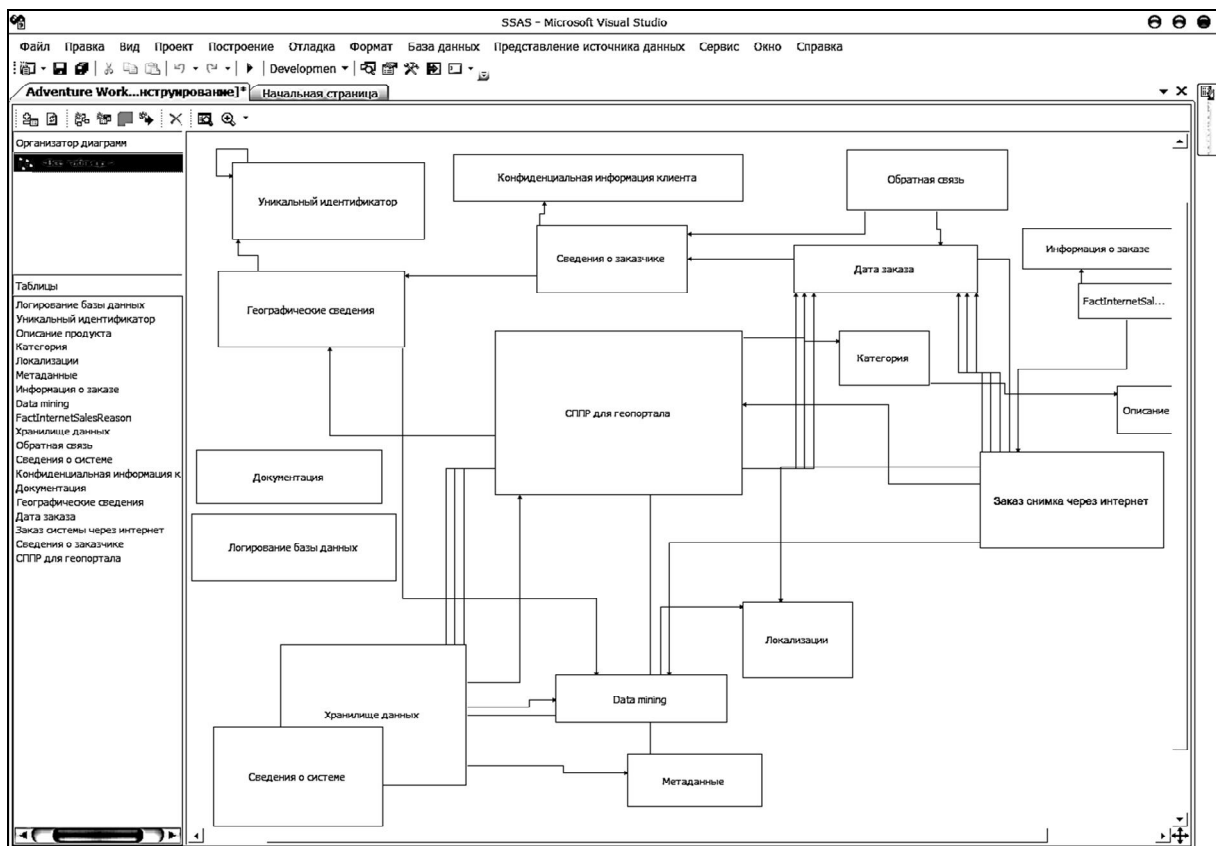 SSAS - Microsoft Visual Studio
Файл Правка Вид Проект Построение Отладка Формат База данных Представление источника данных Сервис Окно Справка
Developmen
Adventure Work...нструирование]* Начальная страница
Организатор диаграмм
Таблицы
Логирование базы данных
Уникальный идентификатор
Описание продукта
Категория
Локализации
Метаданные
Информация о заказе
Data mining
FactInternetSalesReason
Хранилище данных
Обратная связь
Сведения о системе
Конфиденциальная информация к
Документация
Географические сведения
Дата заказа
Заказ системы через интернет
Сведения о заказчике
СППР для геопортала
Уникальный идентификатор
Конфиденциальная информация клиента
Обратная связь
Сведения о заказчике
Дата заказа
Информация о заказе
FactInternetSal...
Географические сведения
Категория
СППР для геопортала
Описание
Документация
Заказ снимка через интернет
Логирование базы данных
Локализации
Data mining
Хранилище данных
Сведения о системе
Метаданные